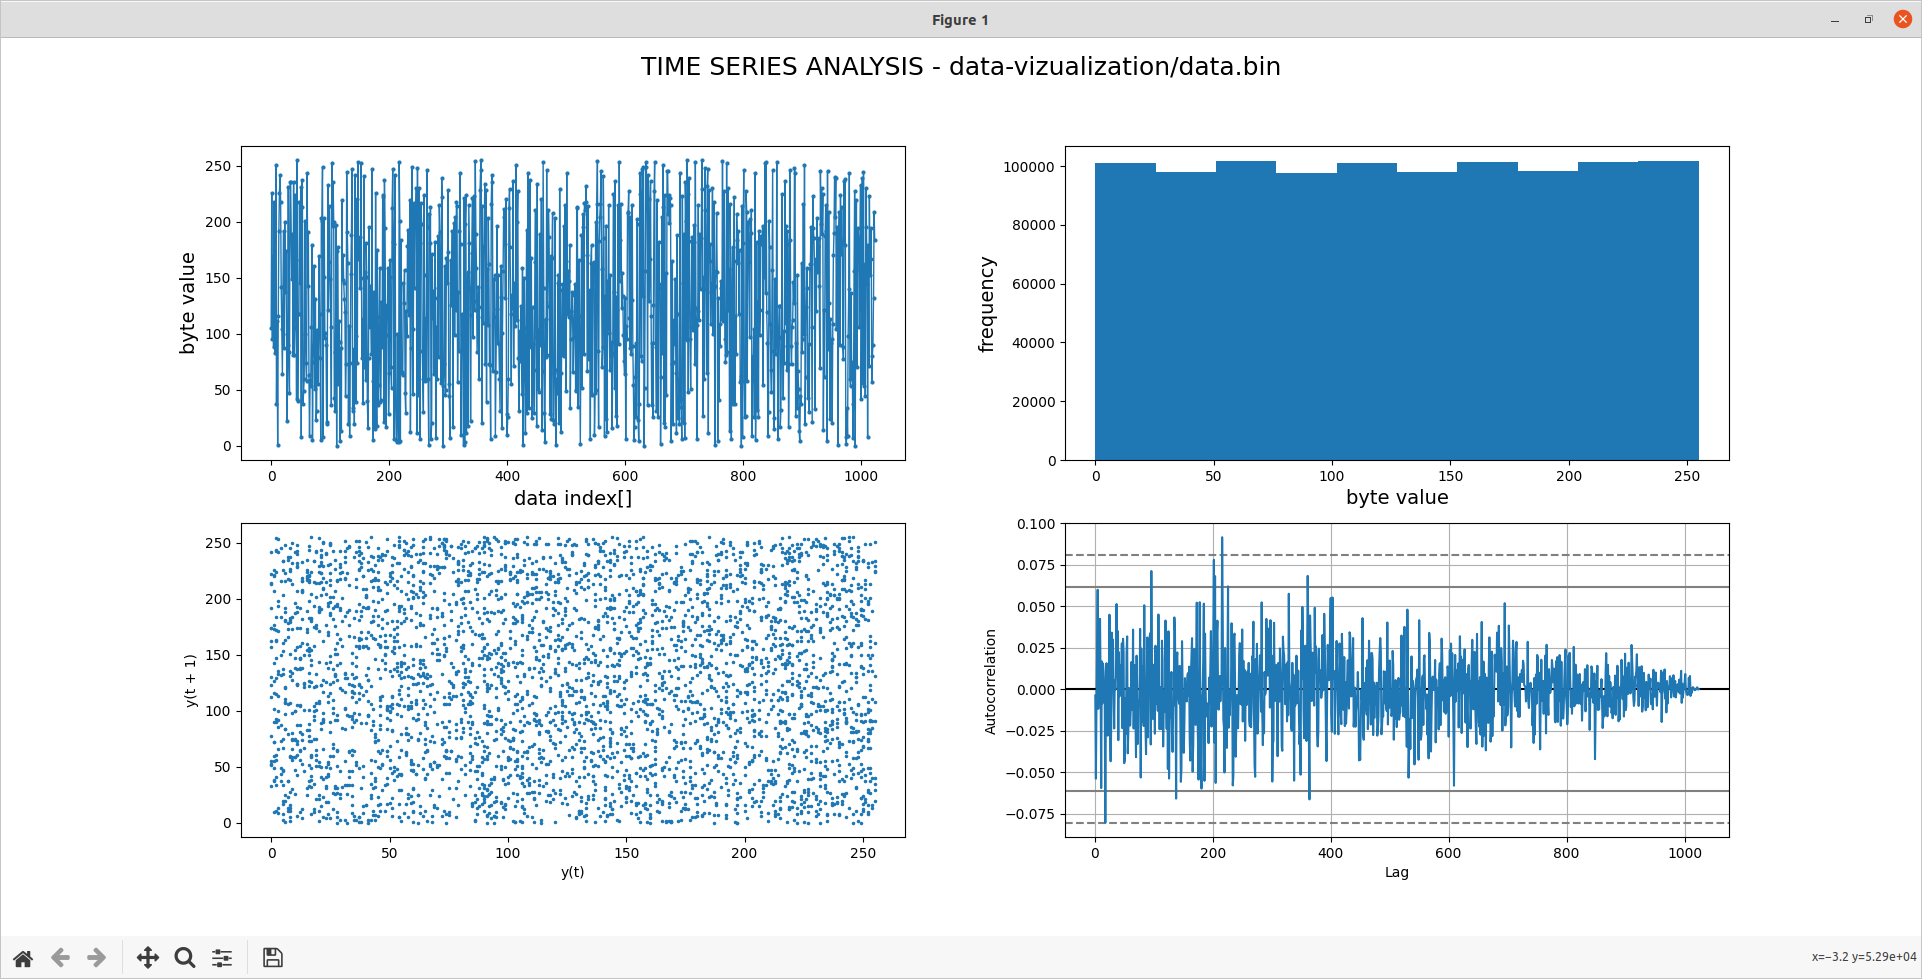 Figure 1
TIME SERIES ANALYSIS - data-vizualization/data.bin
250
200
150
100
50
0
byte value
0 200 400 600 800 1000
data index[]
100000
80000
60000
40000
20000
0
frequency
0 50 100 150 200 250
byte value
250
200
150
100
50
0
y(t + 1)
0 50 100 150 200 250
y(t)
0.100
0.075
0.050
0.025
0.000
−0.025
−0.050
−0.075
Autocorrelation
0 200 400 600 800 1000
Lag
x=−3.2 y=5.29e+04